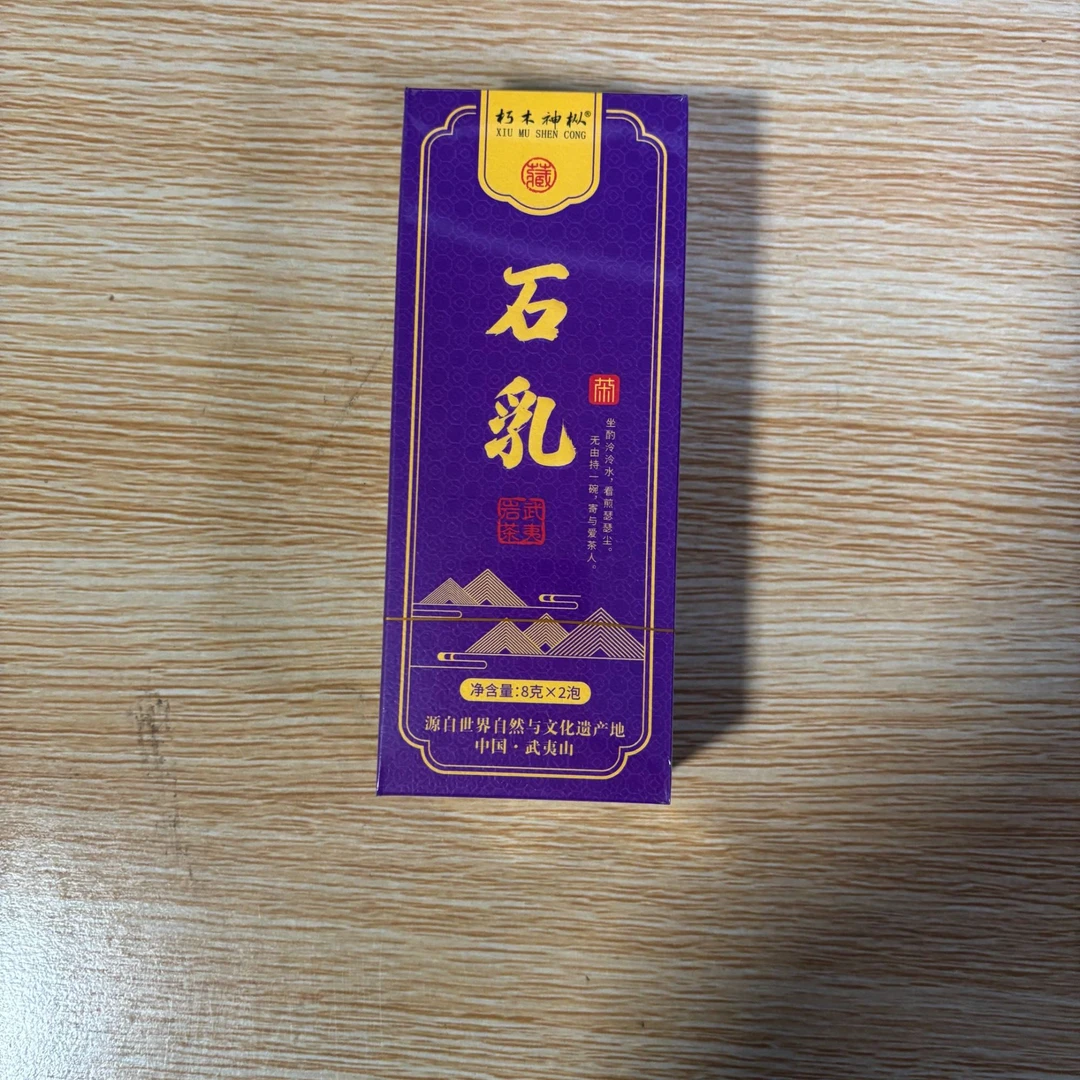 朽木神枞®
XIU MU SHEN CONG
藏
石乳
茶
坐酌泠泠水，看煎瑟瑟尘。
无由持一碗，寄与爱茶人。
武夷
岩茶
净含量：8克×2泡
源自世界自然与文化遗产地
中国·武夷山